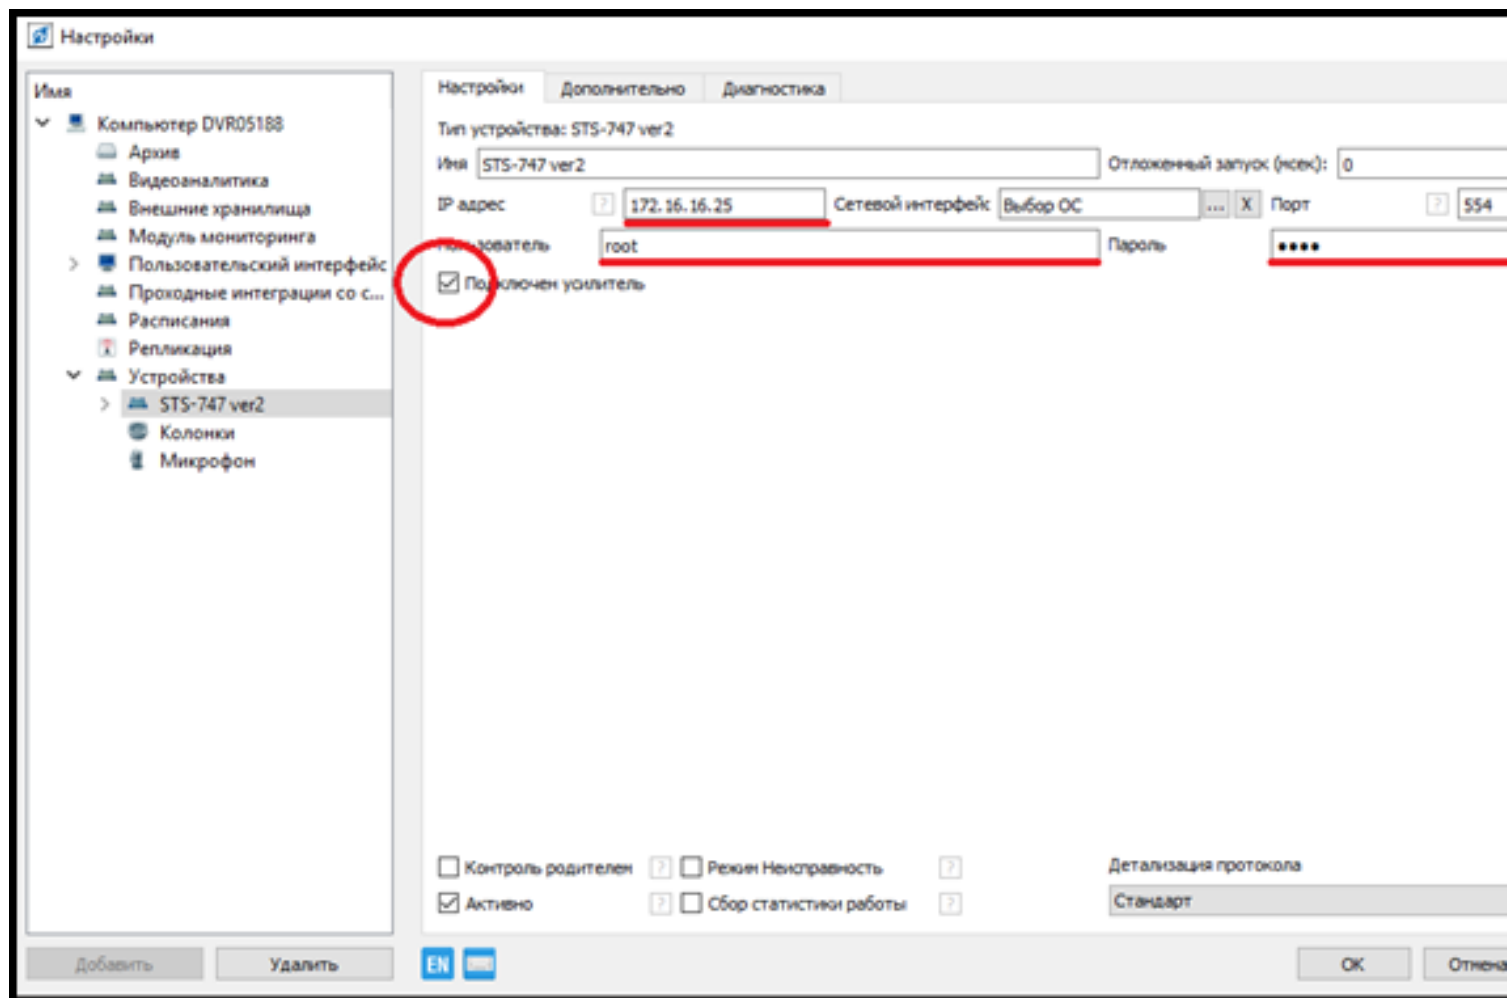 Настройки
Имя
Компьютер DVR05188
Архив
Видеоаналитика
Внешние хранилища
Модуль мониторинга
Пользовательский интерфейс
Проходные интеграции со с...
Расписания
Репликация
Устройства
STS-747 ver2
Колонки
Микрофон
Добавить Удалить
Настройки Дополнительно Диагностика
Тип устройства: STS-747 ver2
Имя STS-747 ver2 Отложенный запуск (мсек): 0
IP адрес ? 172.16.16.25 Сетевой интерфейс Выбор ОС ... X Порт ? 554
Пользователь root Пароль ••••
Подключен усилитель
Контроль родителем ? Режим Неисправность ? Детализация протокола
Активно ? Сбор статистики работы ? Стандарт
EN OK Отмена